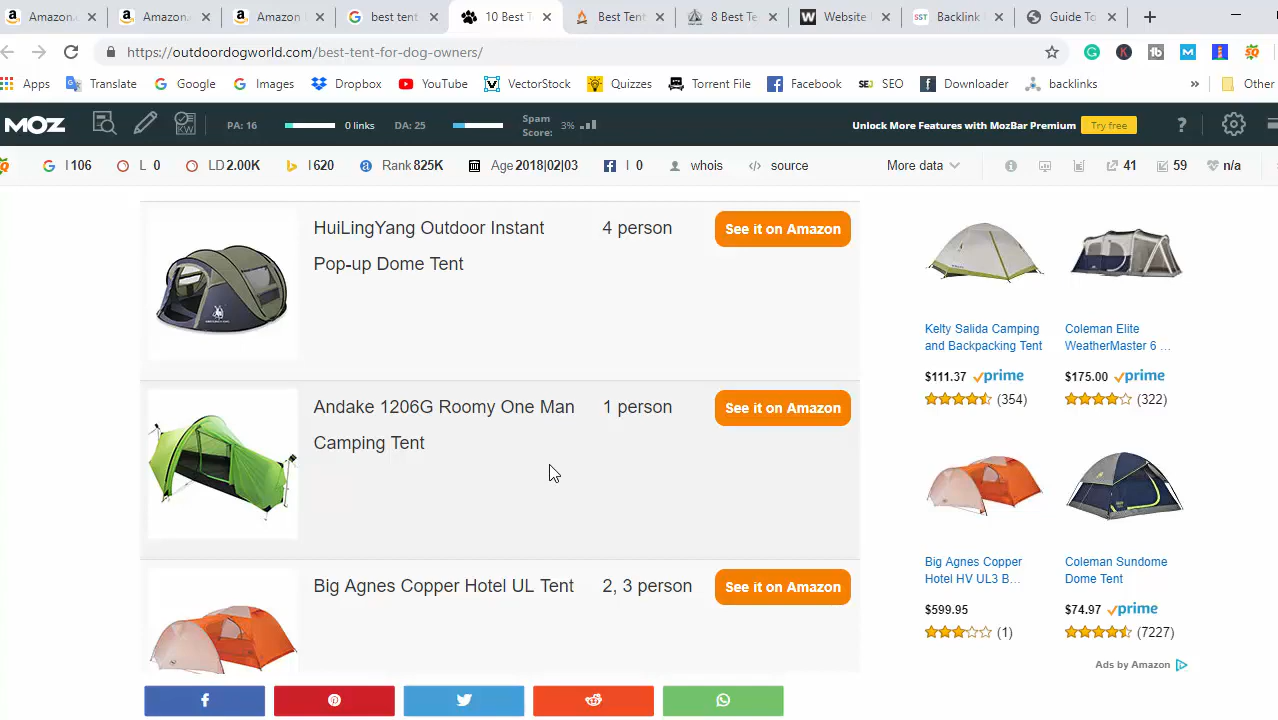 Amazon.
Amazon.
Amazon
best tent
10 Best T
Best Tent
8 Best Te
Website
Backlink
Guide To
https://outdoordogworld.com/best-tent-for-dog-owners/
Apps
Translate
Google
Images
Dropbox
YouTube
VectorStock
Quizzes
Torrent File
Facebook
SEJ SEO
Downloader
backlinks
»
Other
MOZ
PA: 16
0 links
DA: 25
Spam
Score:
3%
Unlock More Features with MozBar Premium
Try free
?
I 106
L 0
LD 2.00K
I 620
Rank 825K
Age 2018|02|03
I 0
whois
source
More data
41
59
n/a
HuiLingYang Outdoor Instant
Pop-up Dome Tent
4 person
See it on Amazon
Andake 1206G Roomy One Man
Camping Tent
1 person
See it on Amazon
Big Agnes Copper Hotel UL Tent
2, 3 person
See it on Amazon
Kelty Salida Camping
and Backpacking Tent
$111.37 prime
(354)
Coleman Elite
WeatherMaster 6 ...
$175.00 prime
(322)
Big Agnes Copper
Hotel HV UL3 B...
$599.95
(1)
Coleman Sundome
Dome Tent
$74.97 prime
(7227)
Ads by Amazon